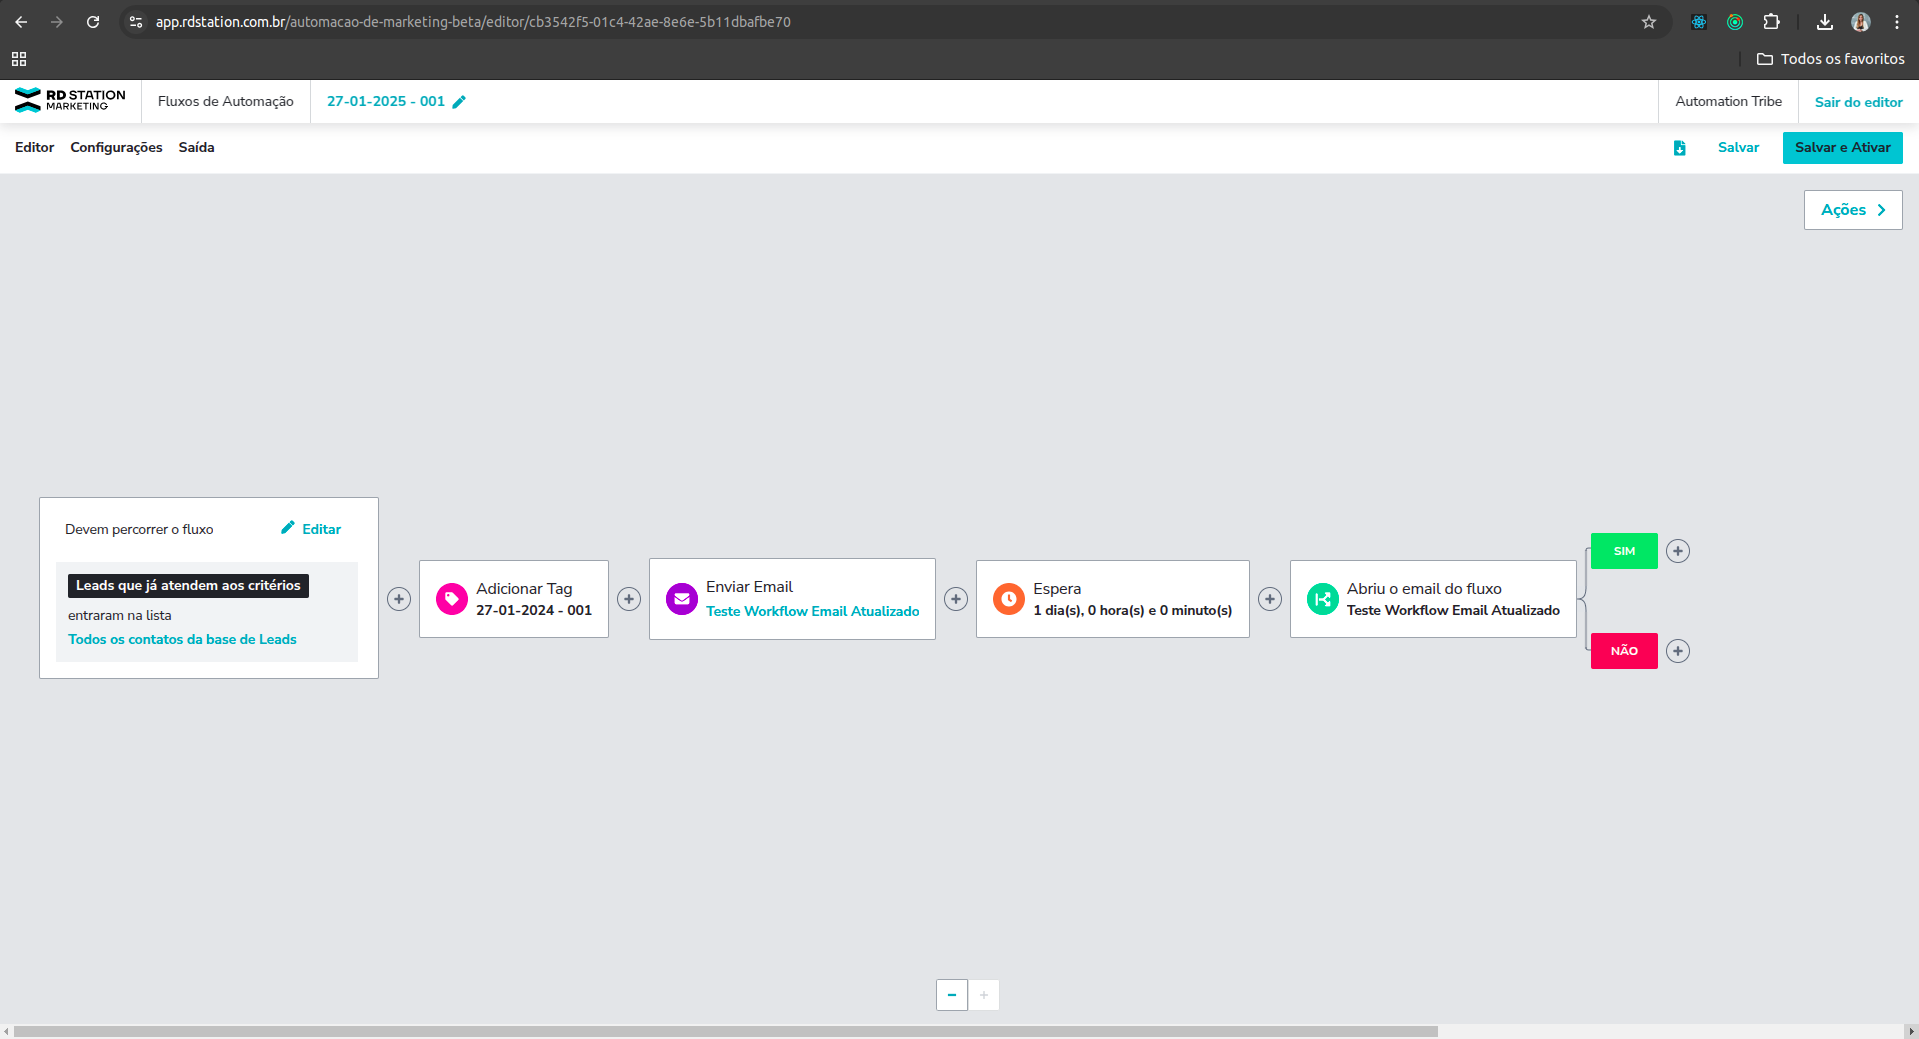 app.rdstation.com.br/automacao-de-marketing-beta/editor/cb3542f5-01c4-42ae-8e6e-5b11dbafbe70
Todos os favoritos
RD STATION
MARKETING
Fluxos de Automação
27-01-2025 - 001
Automation Tribe
Sair do editor
Editor
Configurações
Saída
Salvar
Salvar e Ativar
Ações
Devem percorrer o fluxo
Editar
Leads que já atendem aos critérios
entraram na lista
Todos os contatos da base de Leads
Adicionar Tag
27-01-2024 - 001
Enviar Email
Teste Workflow Email Atualizado
Espera
1 dia(s), 0 hora(s) e 0 minuto(s)
Abriu o email do fluxo
Teste Workflow Email Atualizado
SIM
NÃO